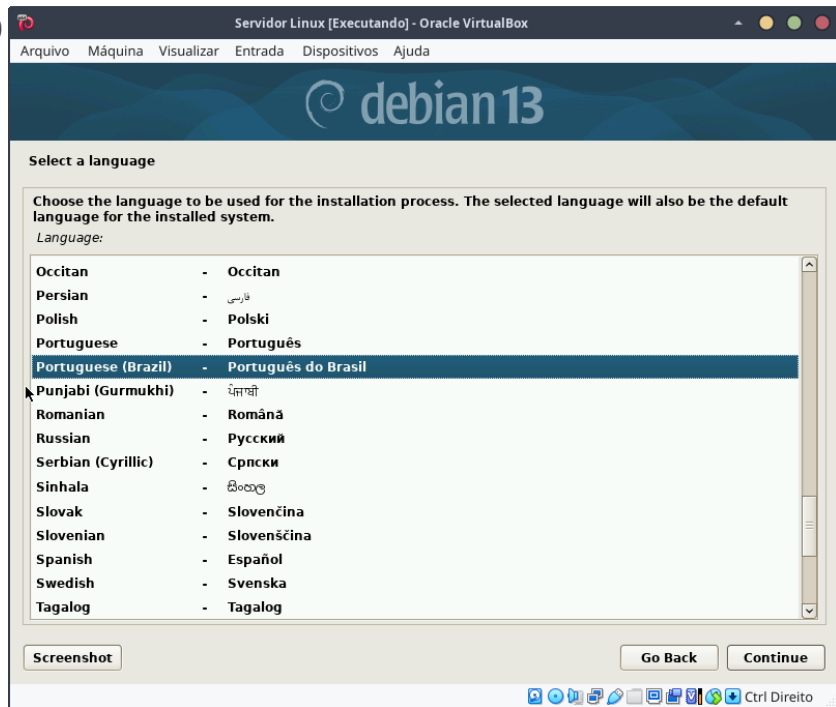 Servidor Linux [Executando] - Oracle VirtualBox
Arquivo Máquina Visualizar Entrada Dispositivos Ajuda
debian 13
Select a language
Choose the language to be used for the installation process. The selected language will also be the default
language for the installed system.
Language:
Occitan - Occitan
Persian - فارسی
Polish - Polski
Portuguese - Português
Portuguese (Brazil) - Português do Brasil
Punjabi (Gurmukhi) - ਪੰਜਾਬੀ
Romanian - Română
Russian - Русский
Serbian (Cyrillic) - Српски
Sinhala - සිංහල
Slovak - Slovenčina
Slovenian - Slovenščina
Spanish - Español
Swedish - Svenska
Tagalog - Tagalog
Screenshot Go Back Continue
Ctrl Direito